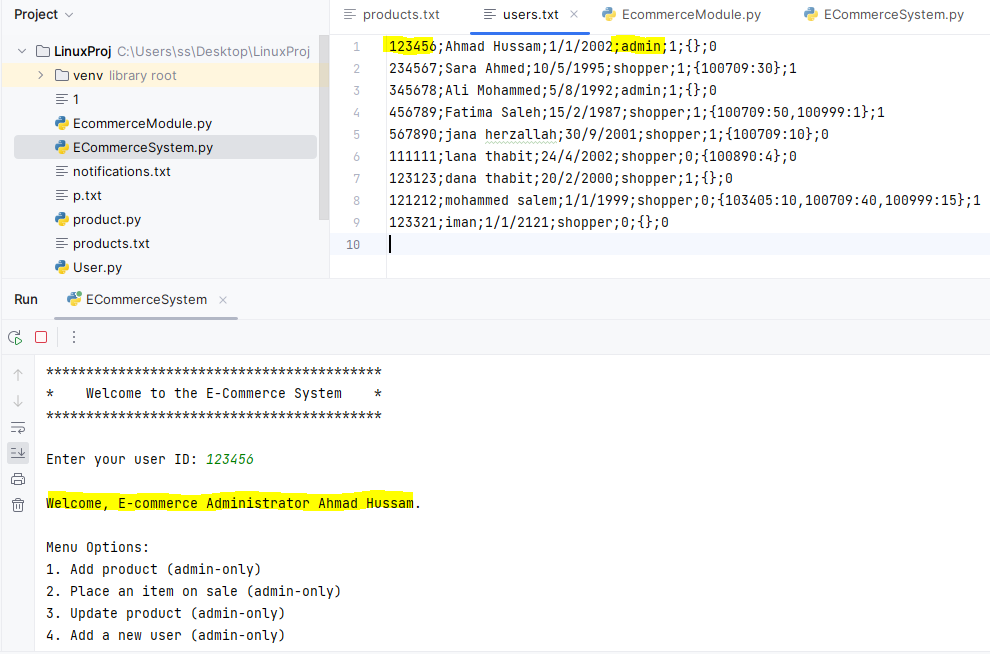 Project
LinuxProj C:\Users\ss\Desktop\LinuxProj
venv library root
1
EcommerceModule.py
ECommerceSystem.py
notifications.txt
p.txt
product.py
products.txt
User.py
products.txt users.txt EcommerceModule.py ECommerceSystem.py
1 123456;Ahmad Hussam;1/1/2002;admin;1;{};0
2 234567;Sara Ahmed;10/5/1995;shopper;1;{100709:30};1
3 345678;Ali Mohammed;5/8/1992;admin;1;{};0
4 456789;Fatima Saleh;15/2/1987;shopper;1;{100709:50,100999:1};1
5 567890;jana herzallah;30/9/2001;shopper;1;{100709:10};0
6 111111;lana thabit;24/4/2002;shopper;0;{100890:4};0
7 123123;dana thabit;20/2/2000;shopper;1;{};0
8 121212;mohammed salem;1/1/1999;shopper;0;{103405:10,100709:40,100999:15};1
9 123321;iman;1/1/2121;shopper;0;{};0
10
Run ECommerceSystem
******************************************
*    Welcome to the E-Commerce System    *
******************************************
Enter your user ID: 123456
Welcome, E-commerce Administrator Ahmad Hussam.
Menu Options:
1. Add product (admin-only)
2. Place an item on sale (admin-only)
3. Update product (admin-only)
4. Add a new user (admin-only)